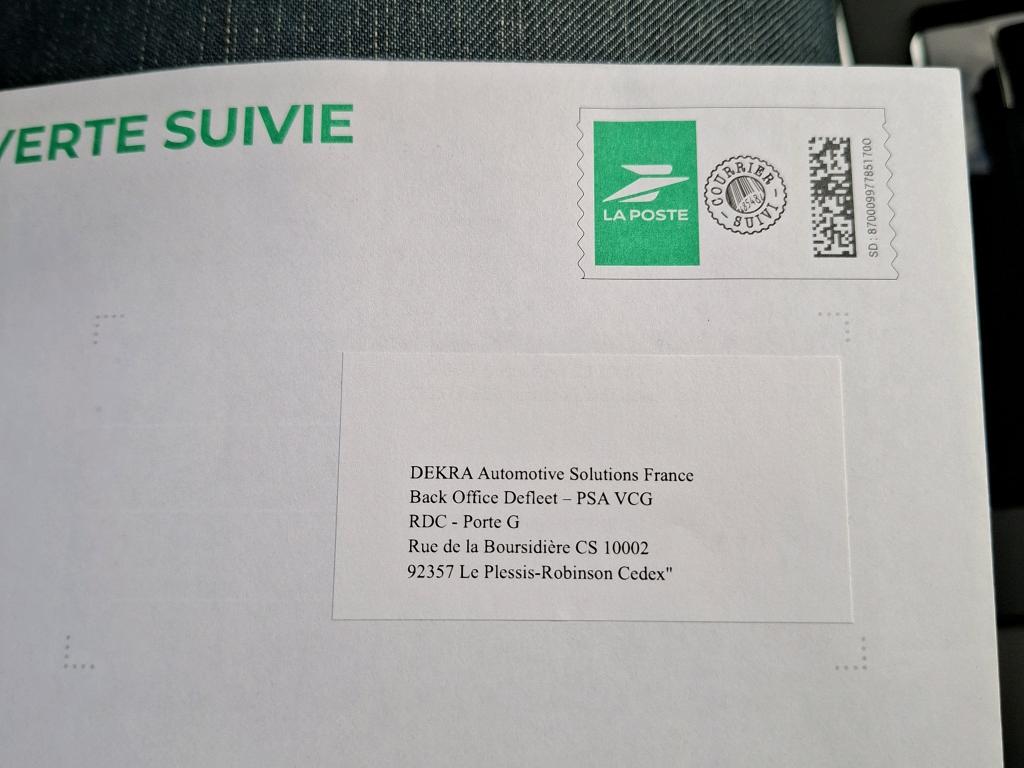 VERTE SUIVIE
LA POSTE
COURRIER
SUIVI
SD: 87000997785170O
DEKRA Automotive Solutions France
Back Office Defleet – PSA VCG
RDC - Porte G
Rue de la Boursidière CS 10002
92357 Le Plessis-Robinson Cedex"